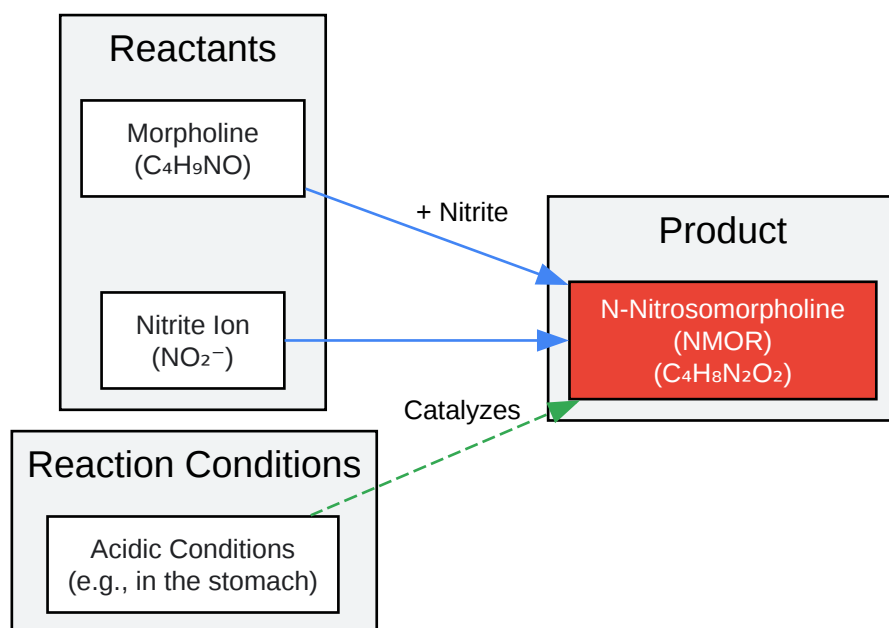 Reactants
Morpholine
(C₄H₉NO)
+ Nitrite
Nitrite Ion
(NO₂⁻)
Product
N-Nitrosomorpholine
(NMOR)
(C₄H₈N₂O₂)
Catalyzes
Reaction Conditions
Acidic Conditions
(e.g., in the stomach)